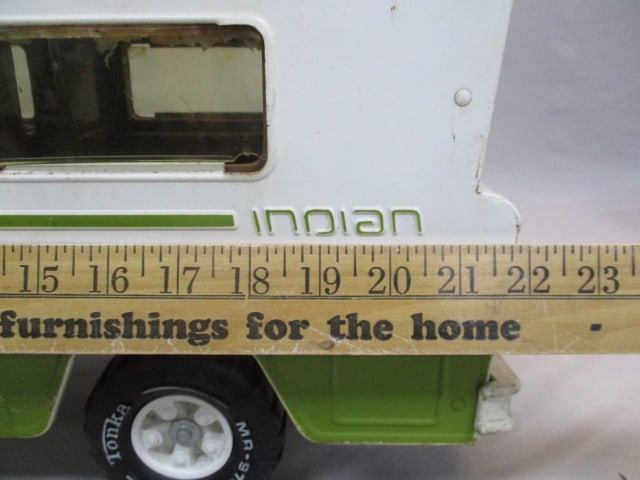 INDIAN
15 16 17 18 19 20 21 22 23
furnishings for the home -
Tonka